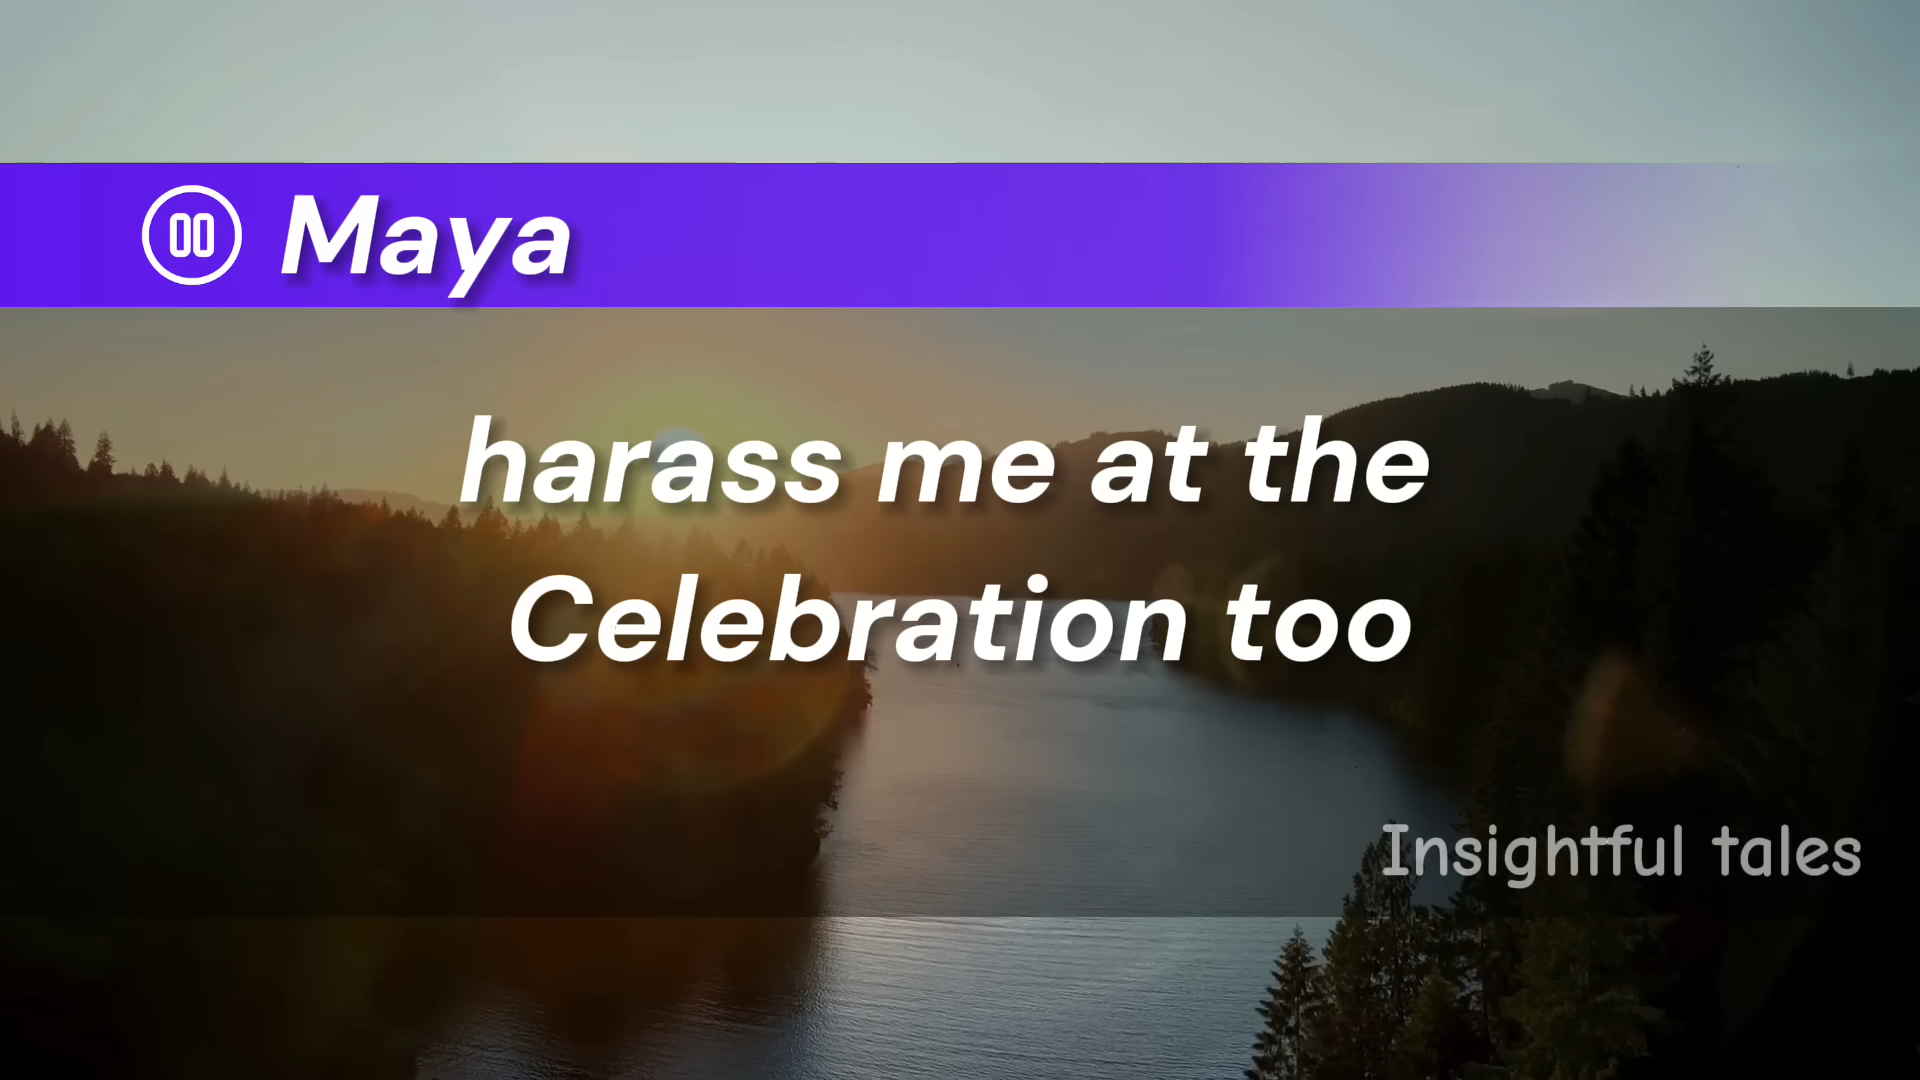 Maya
harass me at the
Celebration too
Insightful tales